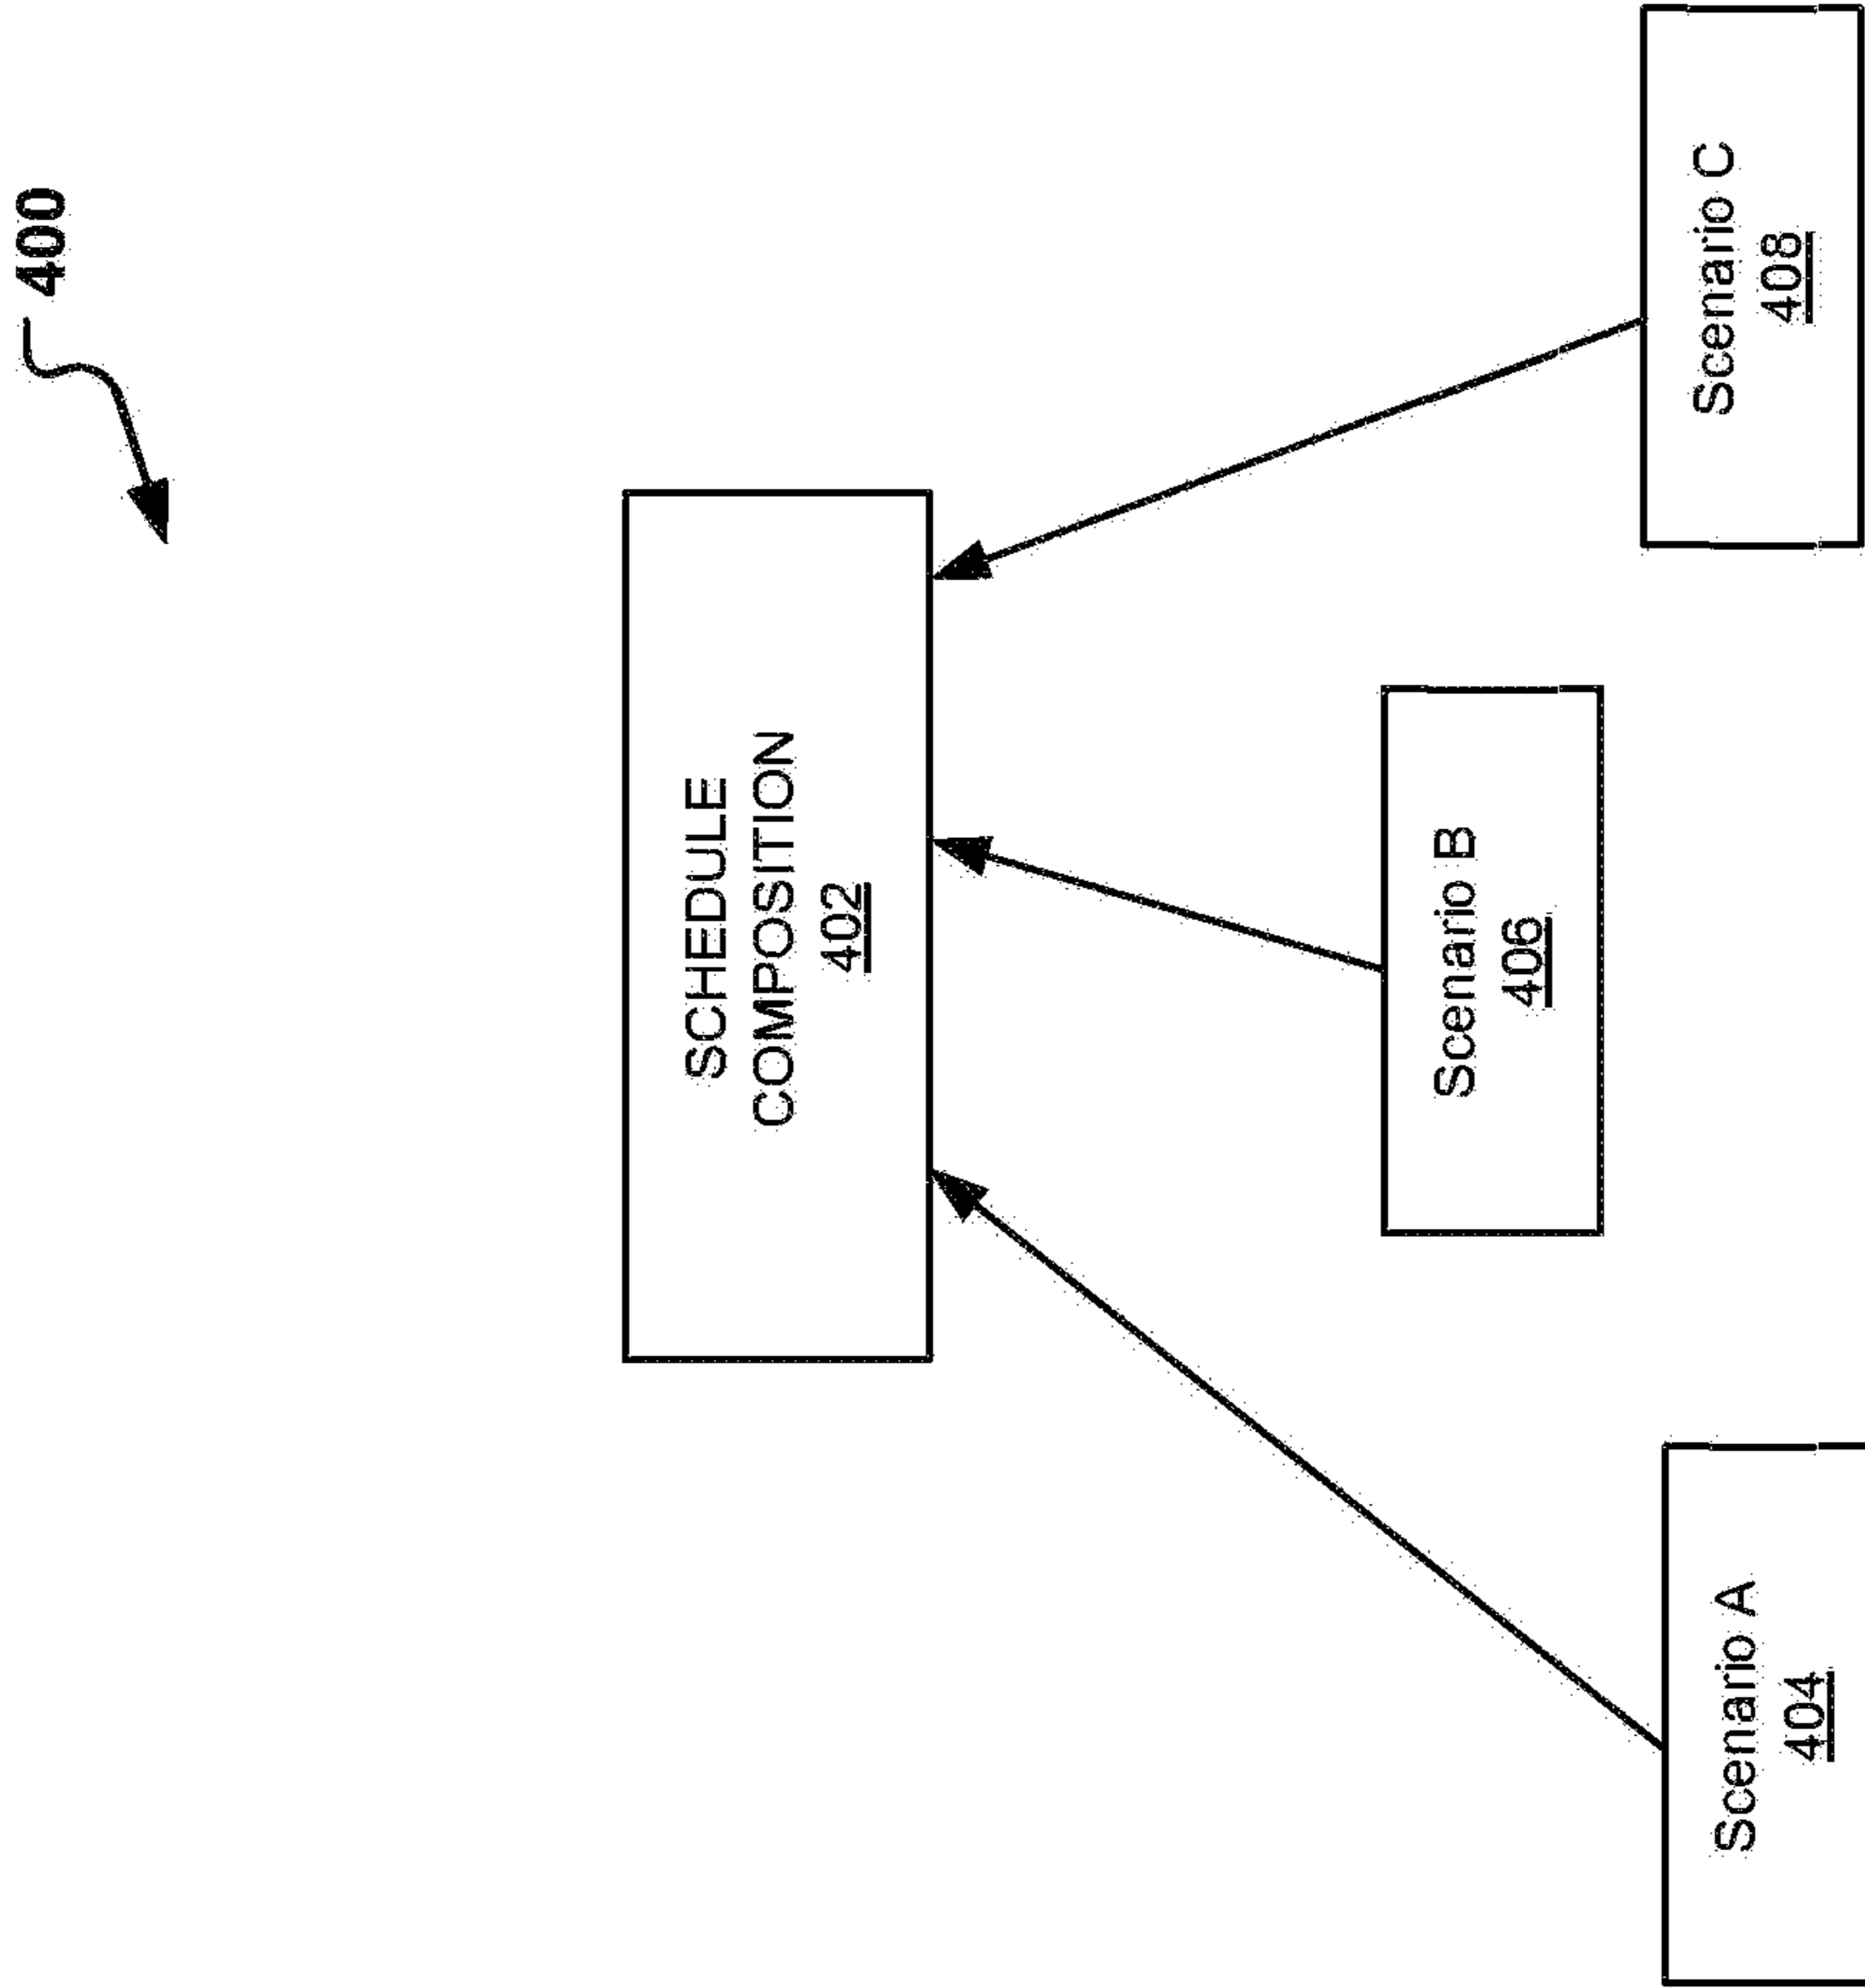 400
SCHEDULE
COMPOSITION
402
Scenario A
404
Scenario B
406
Scenario C
408